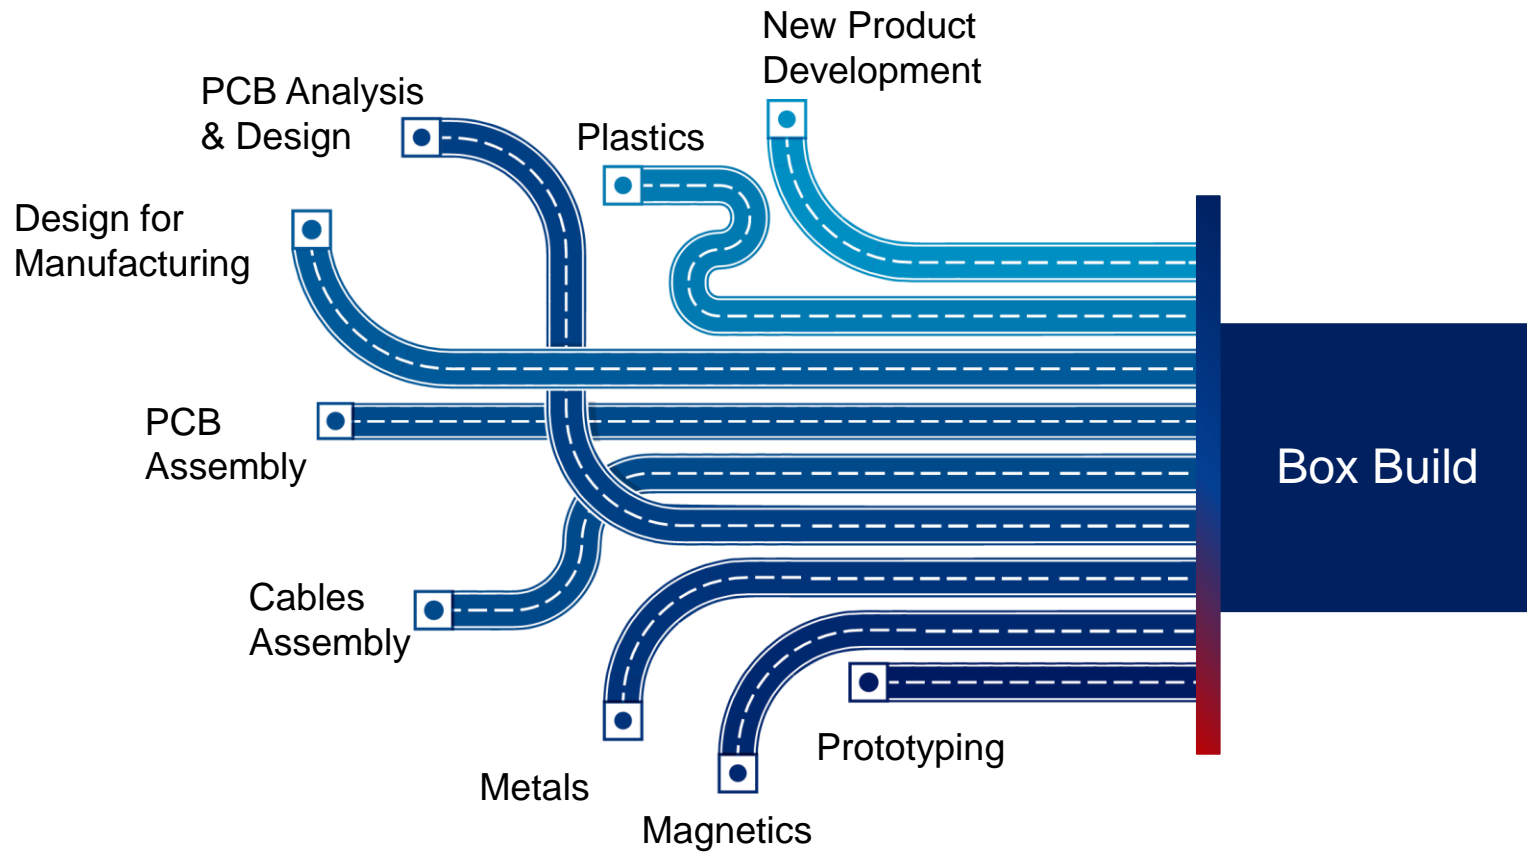 New Product
Development
PCB Analysis
& Design
Plastics
Design for
Manufacturing
PCB
Assembly
Box Build
Cables
Assembly
Prototyping
Metals
Magnetics